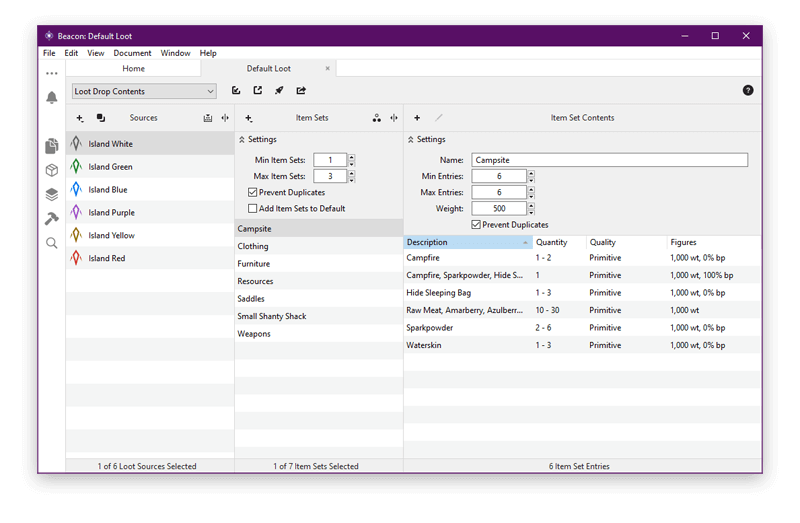 Beacon: Default Loot
File Edit View Document Window Help
Home Default Loot
Loot Drop Contents
Sources
Island White
Island Green
Island Blue
Island Purple
Island Yellow
Island Red
1 of 6 Loot Sources Selected
Item Sets
Settings
Min Item Sets: 1
Max Item Sets: 3
Prevent Duplicates
Add Item Sets to Default
Campsite
Clothing
Furniture
Resources
Saddles
Small Shanty Shack
Weapons
1 of 7 Item Sets Selected
Item Set Contents
Settings
Name: Campsite
Min Entries: 6
Max Entries: 6
Weight: 500
Prevent Duplicates
Description Quantity Quality Figures
Campfire 1 - 2 Primitive 1,000 wt, 0% bp
Campfire, Sparkpowder, Hide S... 1 Primitive 1,000 wt, 100% bp
Hide Sleeping Bag 1 - 3 Primitive 1,000 wt, 0% bp
Raw Meat, Amarberry, Azulberr... 10 - 30 Primitive 1,000 wt
Sparkpowder 2 - 6 Primitive 1,000 wt, 0% bp
Waterskin 1 - 3 Primitive 1,000 wt, 0% bp
6 Item Set Entries